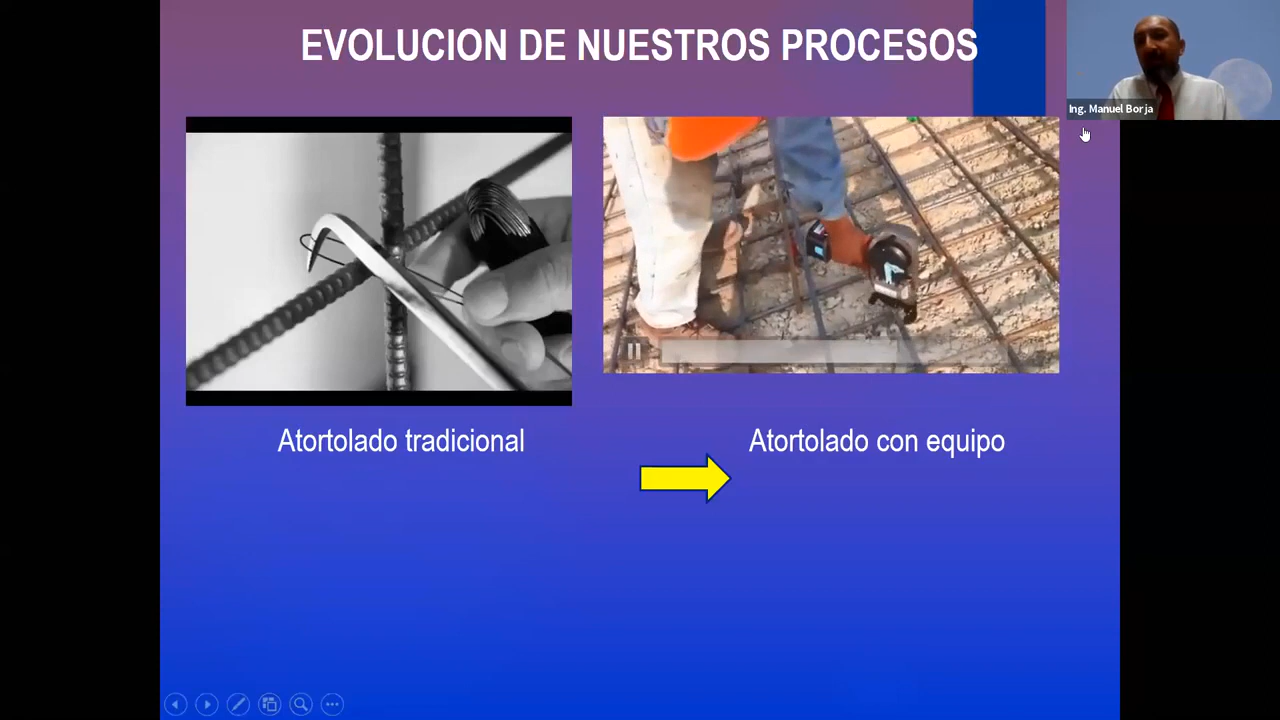 EVOLUCION DE NUESTROS PROCESOS
Ing. Manuel Borja
Atortolado tradicional
Atortolado con equipo